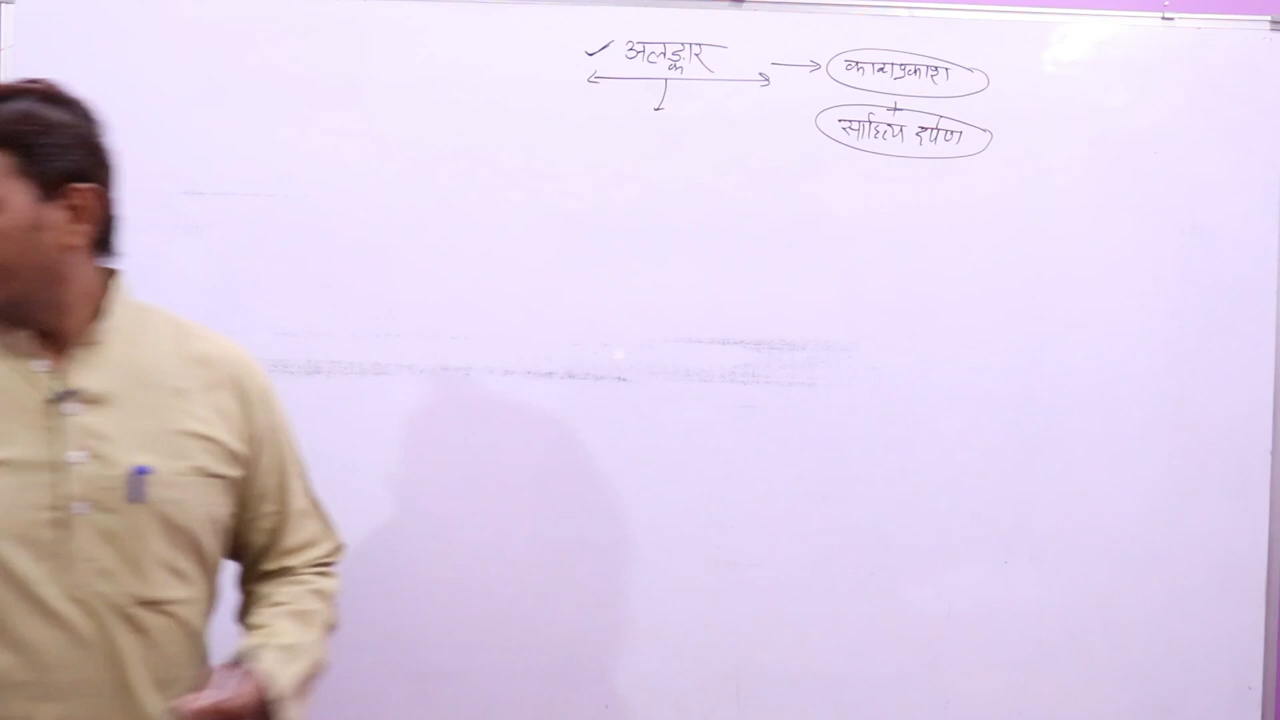 ✓ अलङ्कार → काव्यप्रकाश
+
साहित्य दर्पण